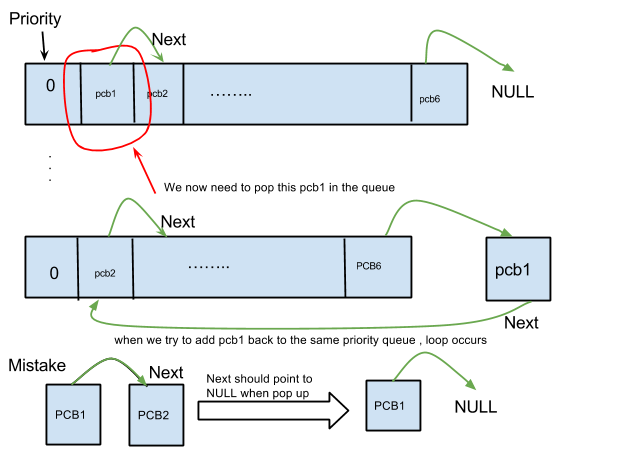 Priority
Next
0
pcb1
pcb2
........
pcb6
NULL
.
.
.
We now need to pop this pcb1 in the queue
Next
0
pcb2
........
PCB6
pcb1
Next
when we try to add pcb1 back to the same priority queue , loop occurs
Mistake
Next
PCB1
PCB2
Next should point to
NULL when pop up
PCB1
NULL